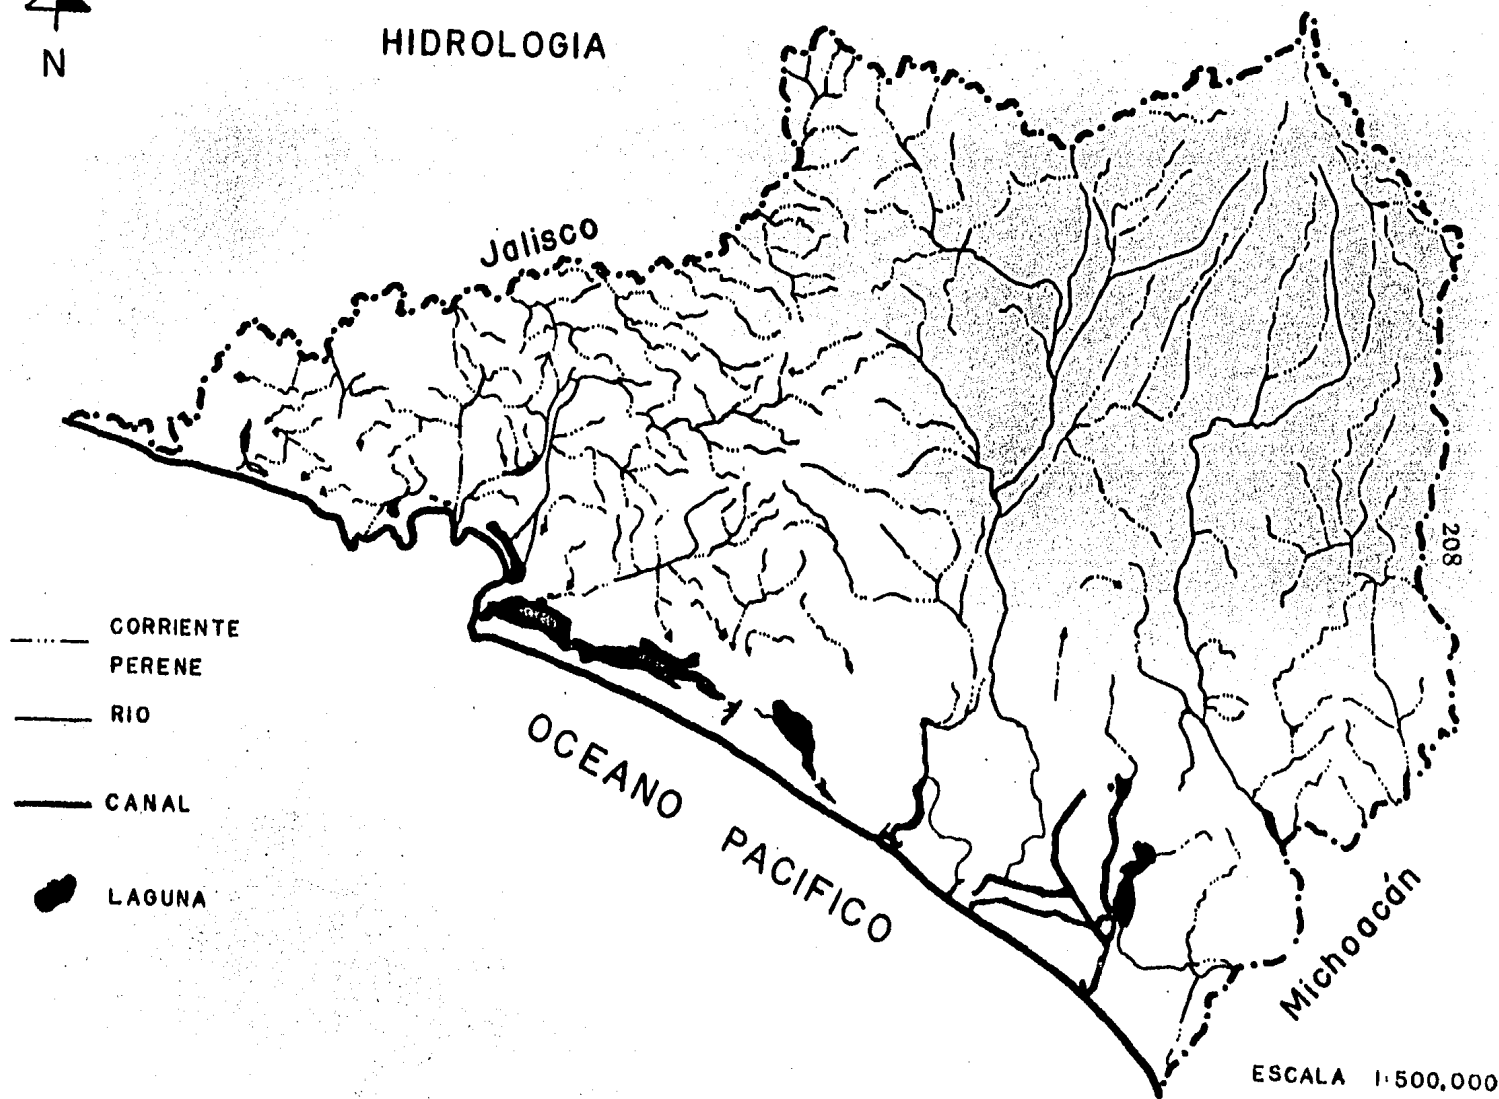 HIDROLOGIA
N
Jalisco
208
CORRIENTE
PERENE
RIO
CANAL
LAGUNA
OCEANO PACIFICO
Michoacán
ESCALA 1:500,000